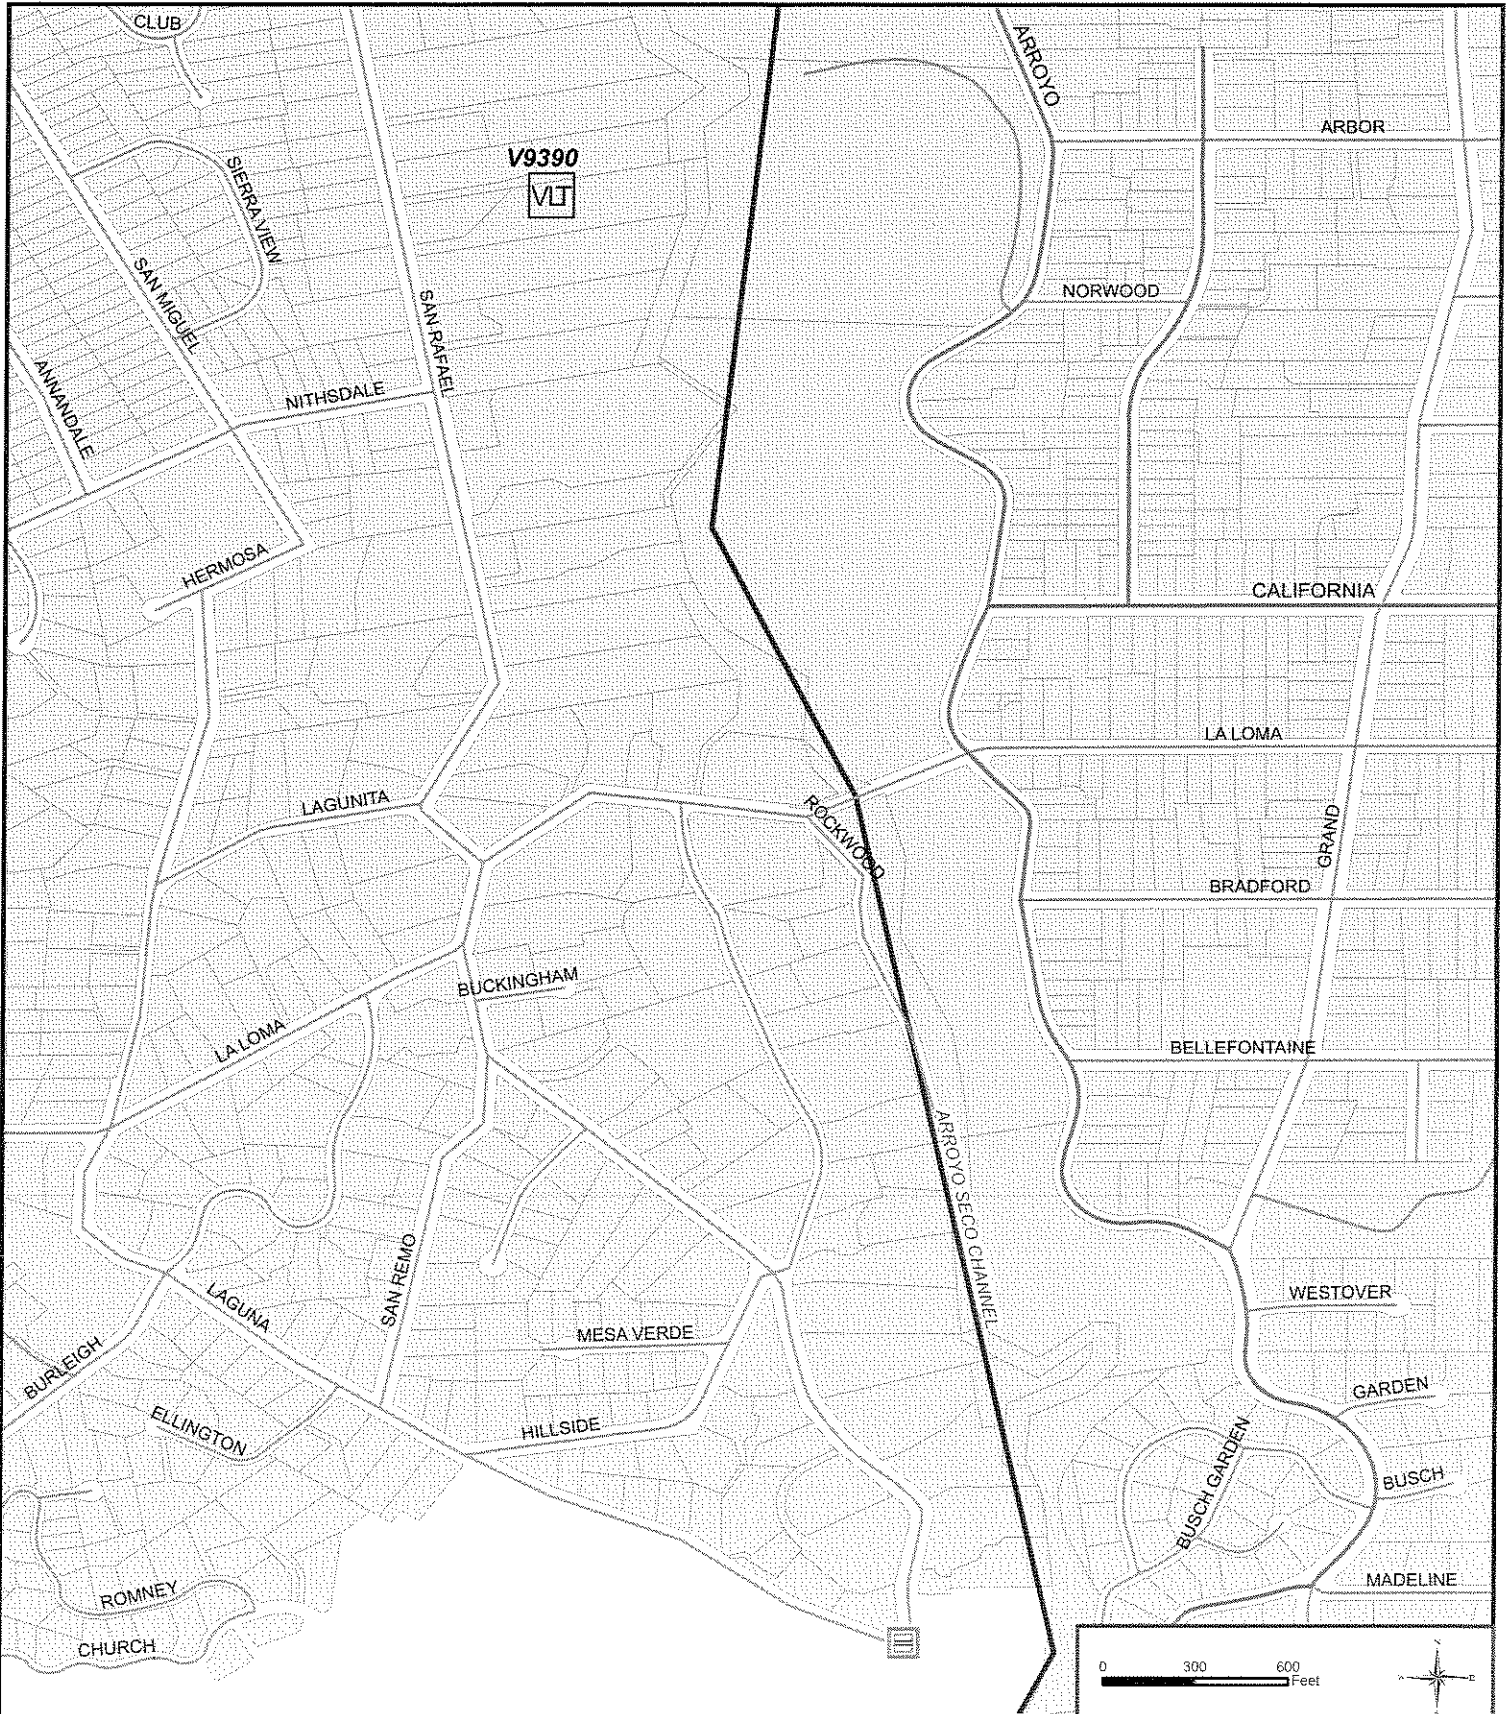 CLUB
ARROYO
ARBOR
V9390
VLT
SIERRA VIEW
SAN MIGUEL
SAN RAFAEL
NORWOOD
ANNANDALE
NITHSDALE
HERMOSA
CALIFORNIA
LA LOMA
LAGUNITA
ROCKWOOD
GRAND
BRADFORD
BUCKINGHAM
LA LOMA
BELLEFONTAINE
ARROYO SECO CHANNEL
SAN REMO
LAGUNA
WESTOVER
MESA VERDE
BURLEIGH
GARDEN
ELLINGTON
HILLSIDE
BUSCH GARDEN
BUSCH
ROMNEY
MADELINE
CHURCH
0 300 600
Feet